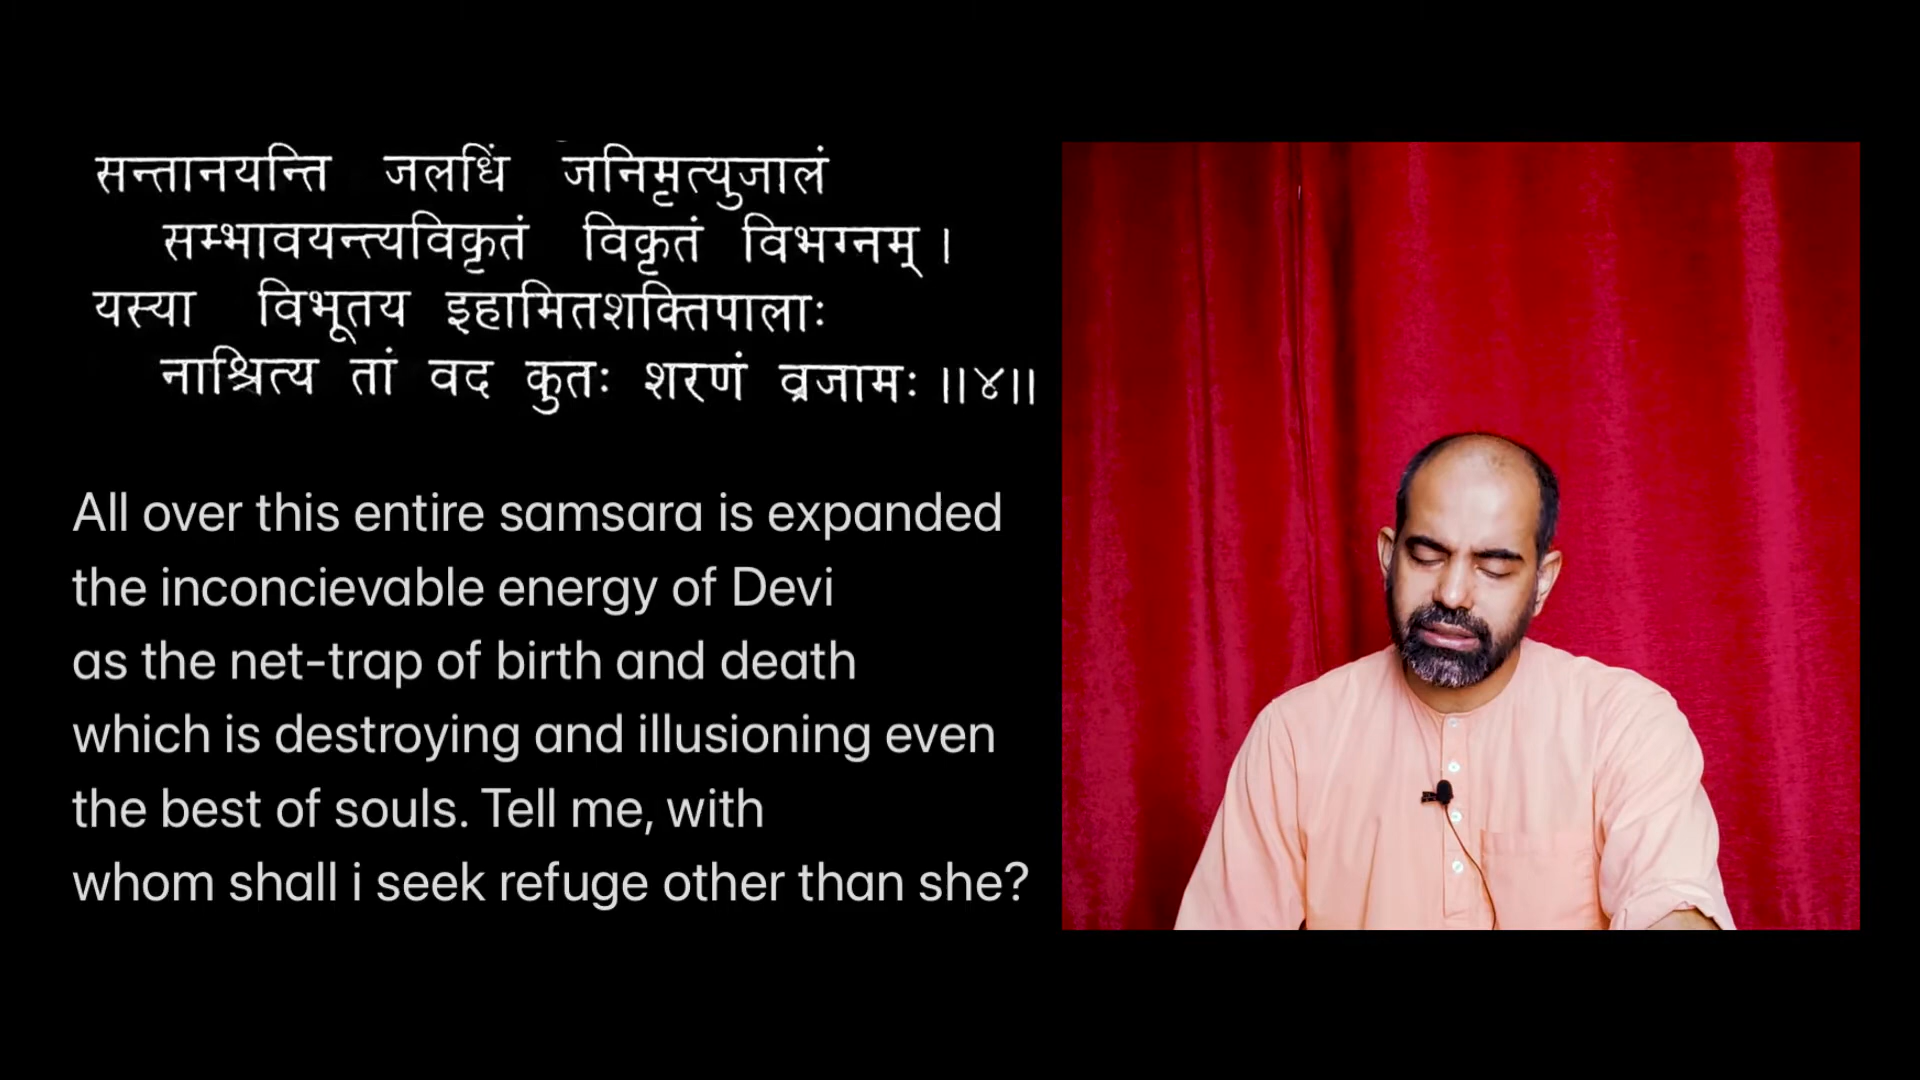 सन्तानयन्ति जलधिं जनिमृत्युजालं
सम्भावयन्त्यविकृतं विकृतं विभग्नम् ।
यस्या विभूतय इहामितशक्तिपालाः
नाश्रित्य तां वद कुतः शरणं व्रजामः ॥४॥
All over this entire samsara is expanded
the inconcievable energy of Devi
as the net-trap of birth and death
which is destroying and illusioning even
the best of souls. Tell me, with
whom shall i seek refuge other than she?